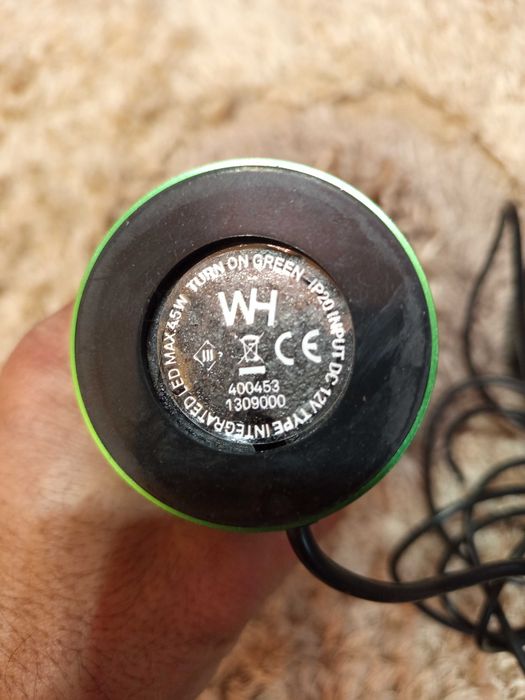 TURN ON GREEN - IP20 INPUT DC 12V TYPE INTEGRATED LED MAX 4.5W
WH
III
CE
400453
1309000